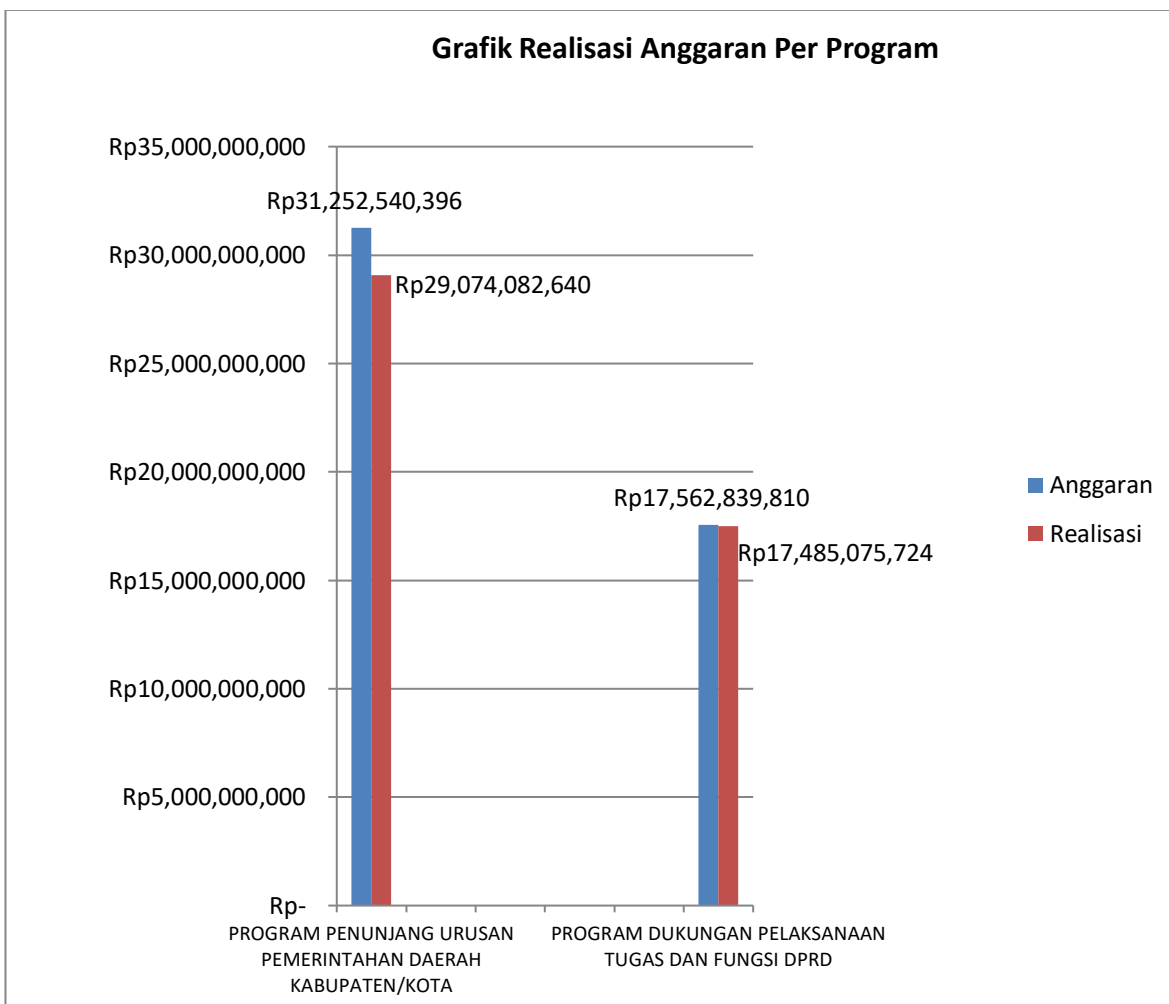 Grafik Realisasi Anggaran Per Program
Rp35,000,000,000
Rp31,252,540,396
Rp30,000,000,000
Rp29,074,082,640
Rp25,000,000,000
Rp20,000,000,000
Rp17,562,839,810
Anggaran
Realisasi
Rp17,485,075,724
Rp15,000,000,000
Rp10,000,000,000
Rp5,000,000,000
Rp-
PROGRAM PENUNJANG URUSAN
PEMERINTAHAN DAERAH
KABUPATEN/KOTA
PROGRAM DUKUNGAN PELAKSANAAN
TUGAS DAN FUNGSI DPRD